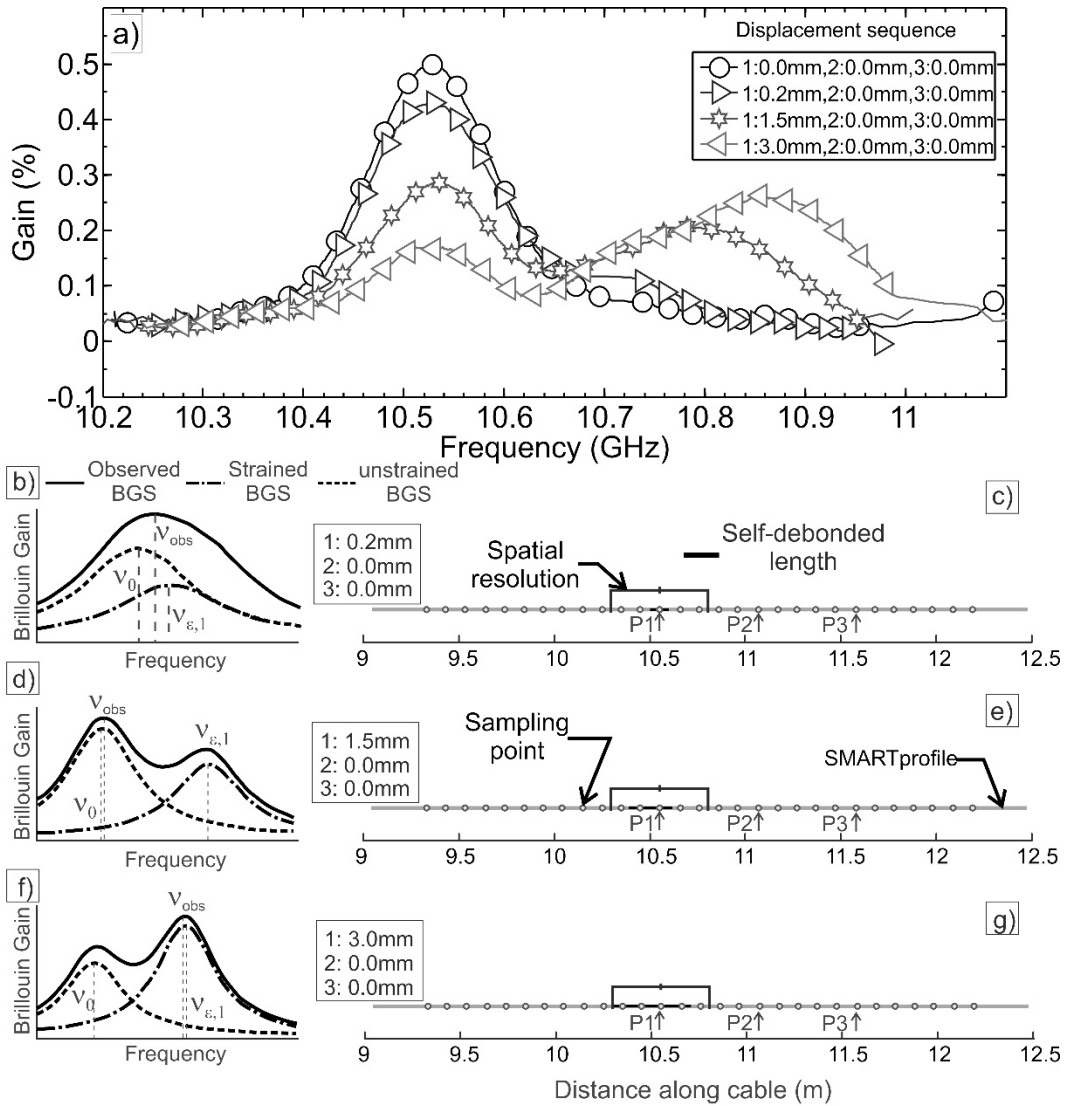 a)
Displacement sequence
1:0.0mm,2:0.0mm,3:0.0mm
1:0.2mm,2:0.0mm,3:0.0mm
1:1.5mm,2:0.0mm,3:0.0mm
1:3.0mm,2:0.0mm,3:0.0mm
Gain (%)
0.5
0.4
0.3
0.2
0.1
0
-0.1
10.2 10.3 10.4 10.5 10.6 10.7 10.8 10.9 11
Frequency (GHz)
b)
Observed BGS
Strained BGS
unstrained BGS
Brillouin Gain
νobs
ν0
νε,1
Frequency
c)
1: 0.2mm
2: 0.0mm
3: 0.0mm
Spatial resolution
Self-debonded length
P1 P2 P3
9 9.5 10 10.5 11 11.5 12 12.5
d)
Brillouin Gain
νobs
νε,1
ν0
Frequency
e)
1: 1.5mm
2: 0.0mm
3: 0.0mm
Sampling point
SMARTprofile
P1 P2 P3
9 9.5 10 10.5 11 11.5 12 12.5
f)
Brillouin Gain
νobs
ν0
νε,1
Frequency
g)
1: 3.0mm
2: 0.0mm
3: 0.0mm
P1 P2 P3
9 9.5 10 10.5 11 11.5 12 12.5
Distance along cable (m)